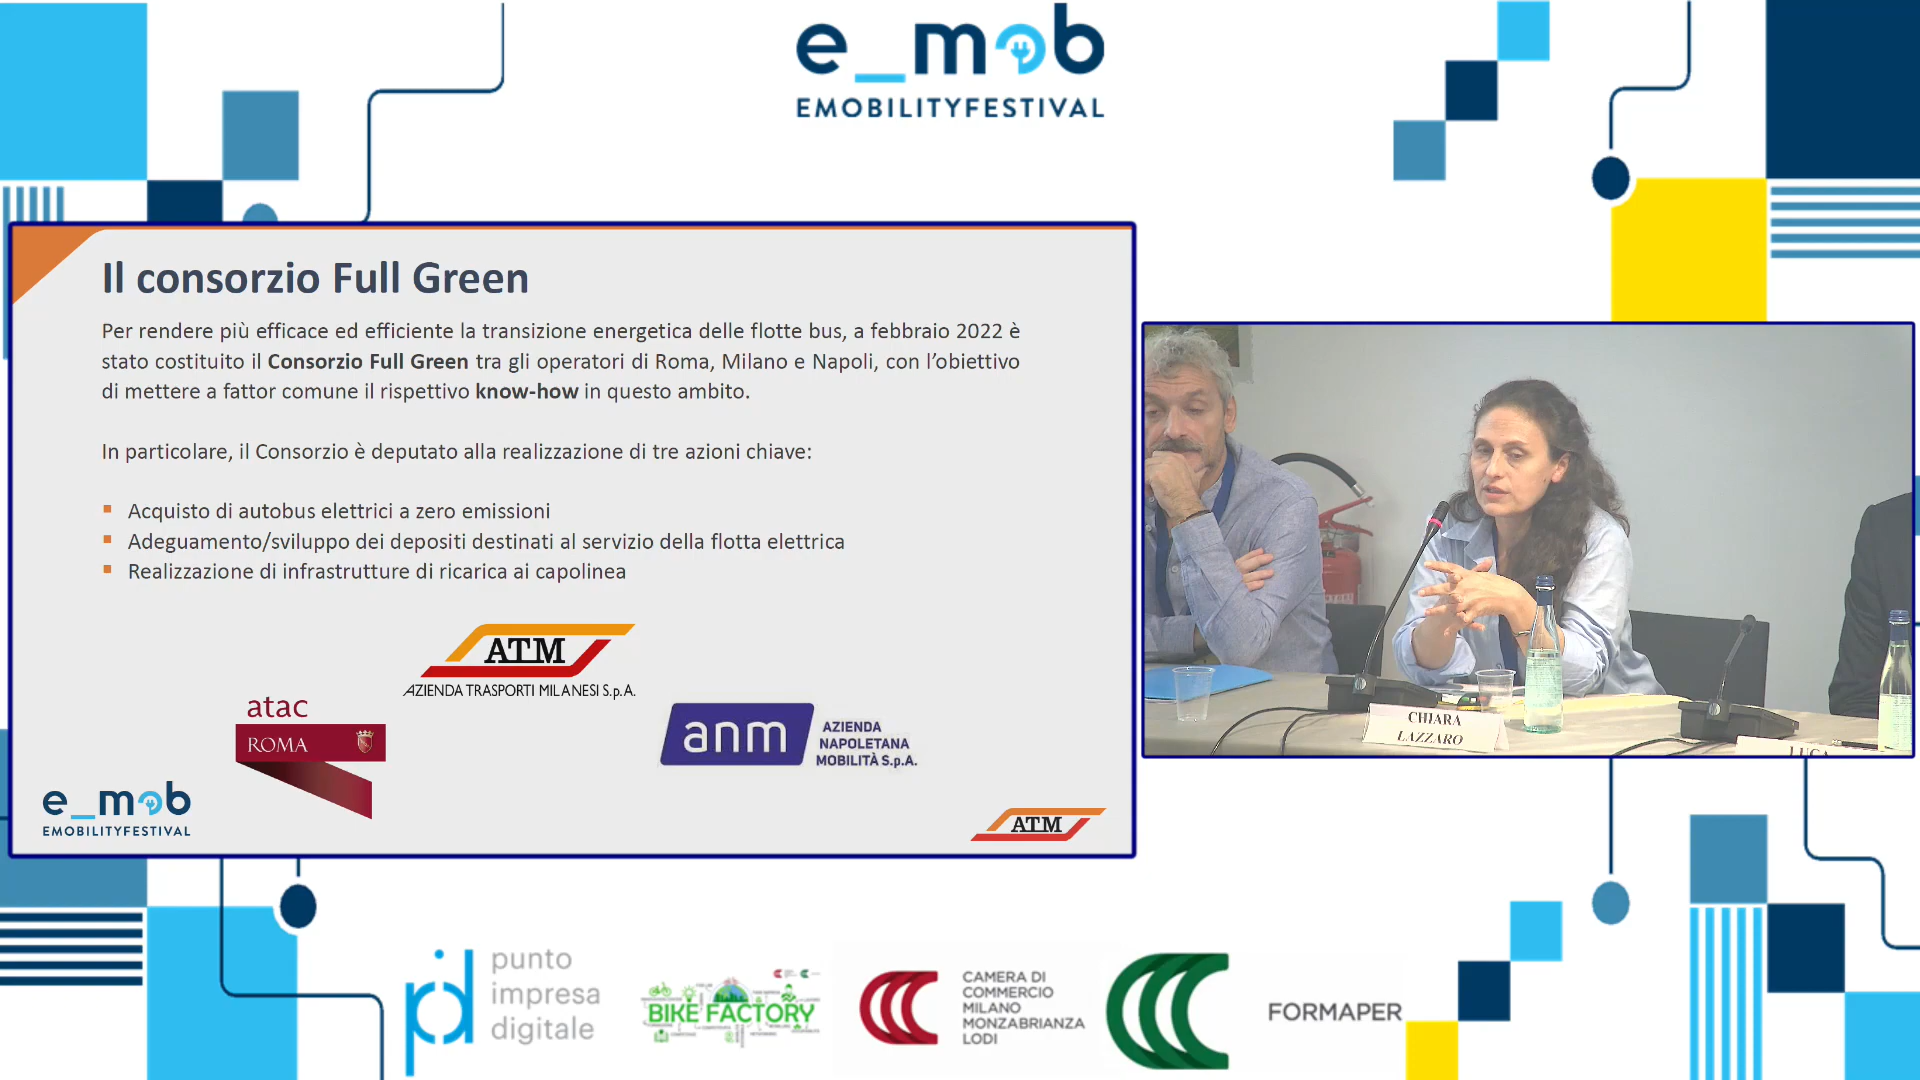 e_mob
EMOBILITYFESTIVAL
Il consorzio Full Green
Per rendere più efficace ed efficiente la transizione energetica delle flotte bus, a febbraio 2022 è
stato costituito il Consorzio Full Green tra gli operatori di Roma, Milano e Napoli, con l'obiettivo
di mettere a fattor comune il rispettivo know-how in questo ambito.
In particolare, il Consorzio è deputato alla realizzazione di tre azioni chiave:
Acquisto di autobus elettrici a zero emissioni
Adeguamento/sviluppo dei depositi destinati al servizio della flotta elettrica
Realizzazione di infrastrutture di ricarica ai capolinea
ATM
AZIENDA TRASPORTI MILANESI S.p.A.
atac
ROMA
anm
AZIENDA
NAPOLETANA
MOBILITÀ S.p.A.
e_mob
EMOBILITYFESTIVAL
ATM
CHIARA
LAZZARO
LUCA
punto
impresa
digitale
BIKE FACTORY
CAMERA DI
COMMERCIO
MILANO
MONZABRIANZA
LODI
FORMAPER